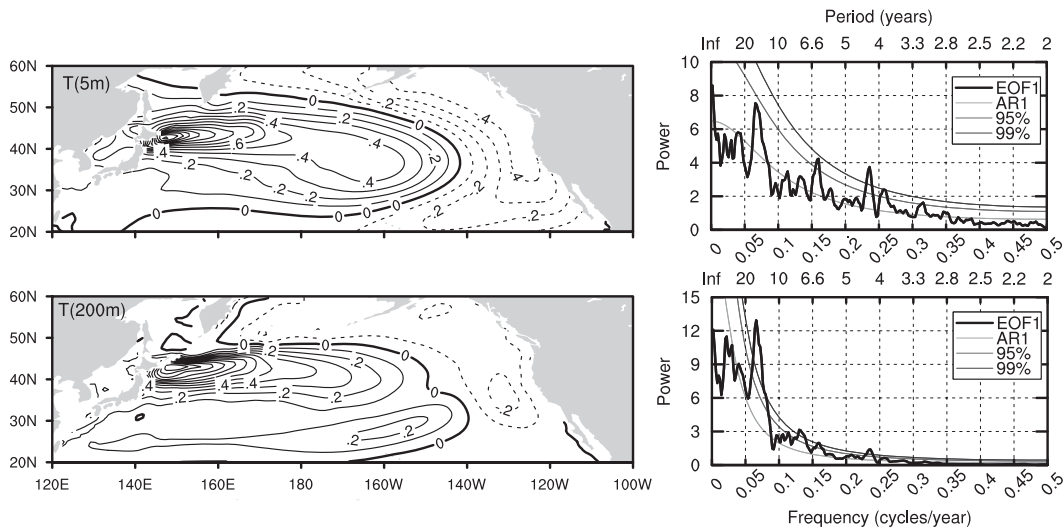 Period (years)
Inf 20 10 6.6 5 4 3.3 2.8 2.5 2.2 2
60N
50N
40N
30N
20N
T(5m)
0
.2
.4
.6
.4
.2
0
.2
.4
.4
.2
0
0
.2
.4
.2
.2
Power
10
8
6
4
2
0
EOF1
AR1
95%
99%
0 0.05 0.1 0.15 0.2 0.25 0.3 0.35 0.4 0.45 0.5
Inf 20 10 6.6 5 4 3.3 2.8 2.5 2.2 2
60N
50N
40N
30N
20N
T(200m)
0
.2
0
.4
.4
.2
.2
.2
0
0
.2
.2
120E 140E 160E 180E 160W 140W 120W 100W
Power
15
12
9
6
3
0
EOF1
AR1
95%
99%
0 0.05 0.1 0.15 0.2 0.25 0.3 0.35 0.4 0.45 0.5
Frequency (cycles/year)